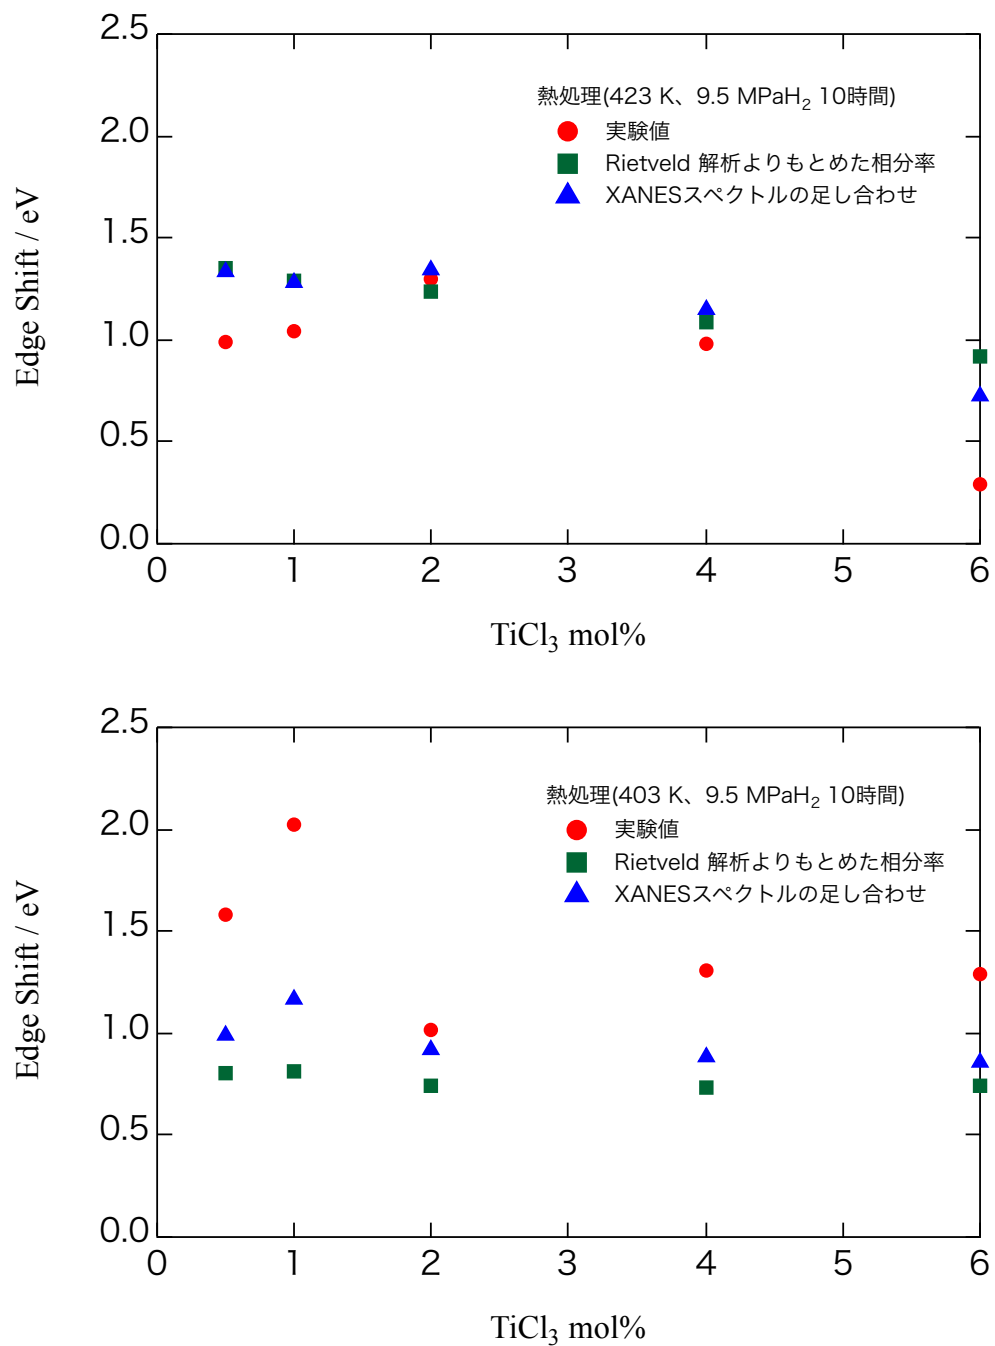 2.5
2.0
1.5
1.0
0.5
0.0
Edge Shift / eV
熱処理(423 K、9.5 MPaH₂ 10時間)
実験値
Rietveld 解析よりもとめた相分率
XANESスペクトルの足し合わせ
0 1 2 3 4 5 6
TiCl₃ mol%
2.5
2.0
1.5
1.0
0.5
0.0
Edge Shift / eV
熱処理(403 K、9.5 MPaH₂ 10時間)
実験値
Rietveld 解析よりもとめた相分率
XANESスペクトルの足し合わせ
0 1 2 3 4 5 6
TiCl₃ mol%